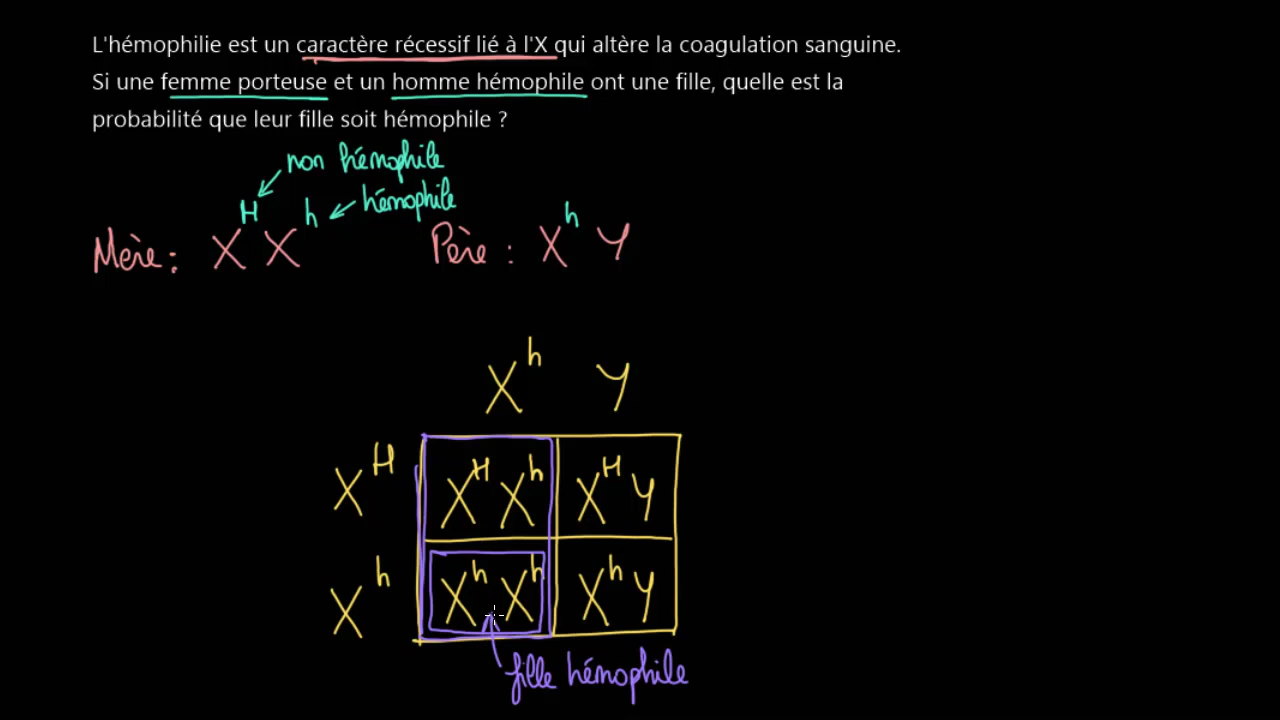 L'hémophilie est un caractère récessif lié à l'X qui altère la coagulation sanguine.
Si une femme porteuse et un homme hémophile ont une fille, quelle est la
probabilité que leur fille soit hémophile ?
non hémophile
H h hémophile h
Mère : X X Père : X Y
h
X Y
H H h H
X X X X Y
h h h h
X X X X Y
fille hémophile